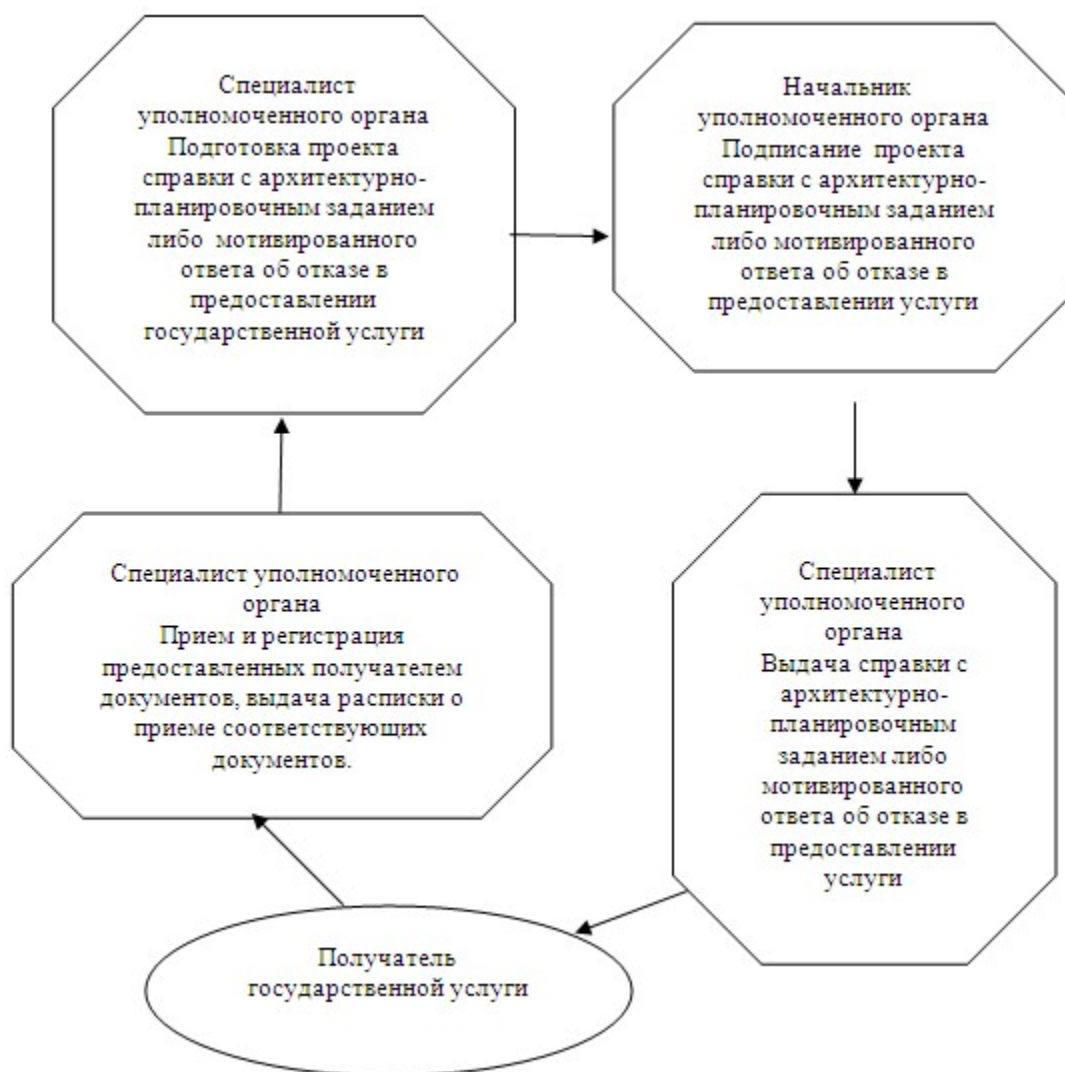 Специалист
уполномоченного органа
Подготовка проекта
справки с архитектурно-
планировочным заданием
либо мотивированного
ответа об отказе в
предоставлении
государственной услуги
Начальник
уполномоченного органа
Подписание проекта
справки с архитектурно-
планировочным заданием
либо мотивированного
ответа об отказе в
предоставлении услуги
Специалист уполномоченного
органа
Прием и регистрация
предоставленных получателем
документов, выдача расписки о
приеме соответствующих
документов.
Специалист
уполномоченного
органа
Выдача справки с
архитектурно-
планировочным
заданием либо
мотивированного
ответа об отказе в
предоставлении
услуги
Получатель
государственной услуги